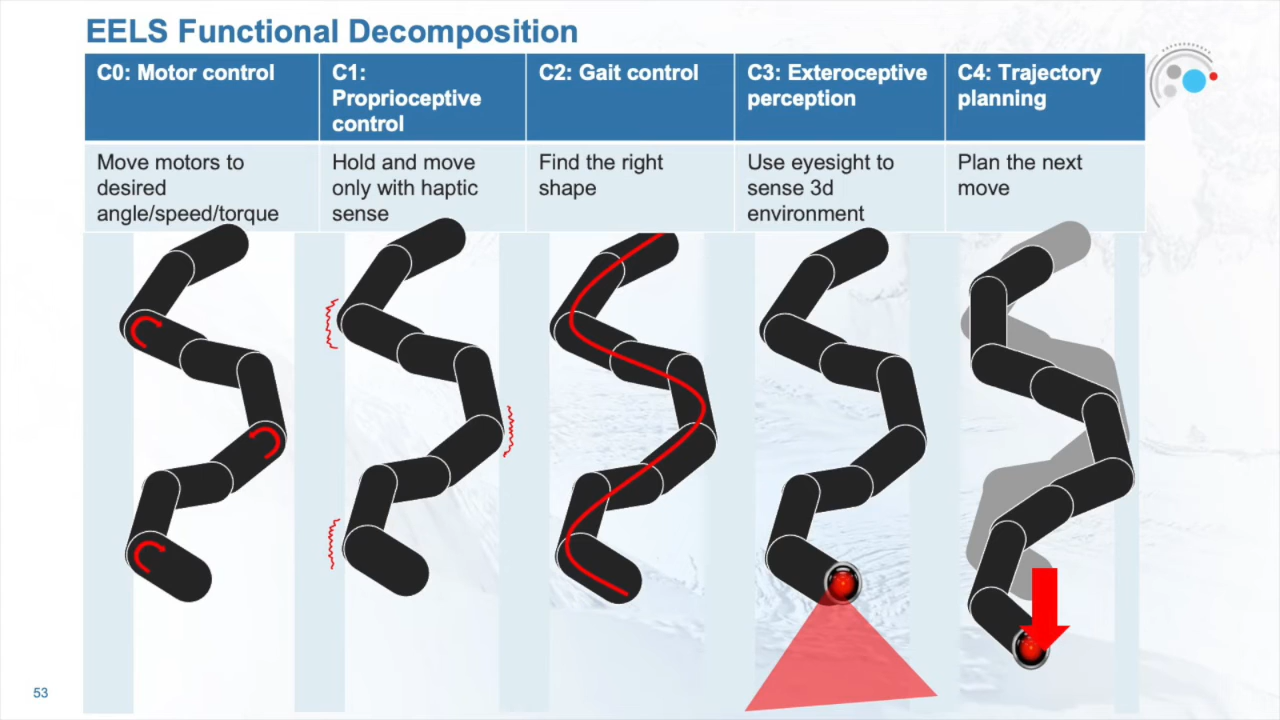 EELS Functional Decomposition
C0: Motor control
C1:
Proprioceptive
control
C2: Gait control
C3: Exteroceptive
perception
C4: Trajectory
planning
Move motors to
desired
angle/speed/torque
Hold and move
only with haptic
sense
Find the right
shape
Use eyesight to
sense 3d
environment
Plan the next
move
53